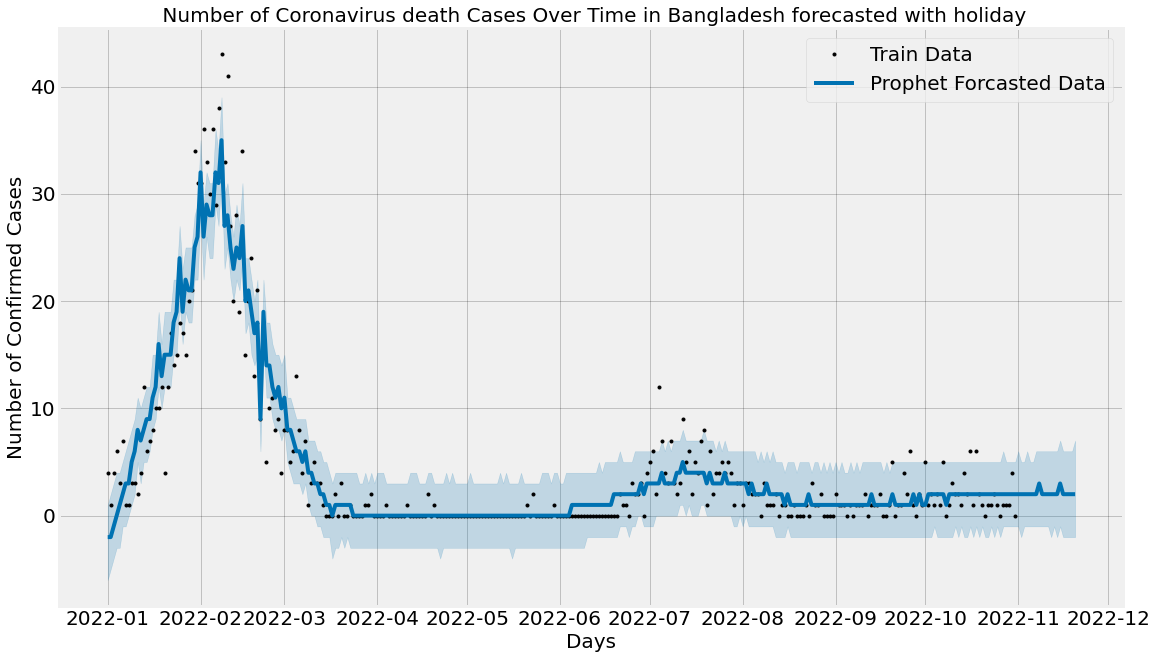 Number of Coronavirus death Cases Over Time in Bangladesh forecasted with holiday
Train Data
Prophet Forcasted Data
Number of Confirmed Cases
40
30
20
10
0
2022-01 2022-02 2022-03 2022-04 2022-05 2022-06 2022-07 2022-08 2022-09 2022-10 2022-11 2022-12
Days